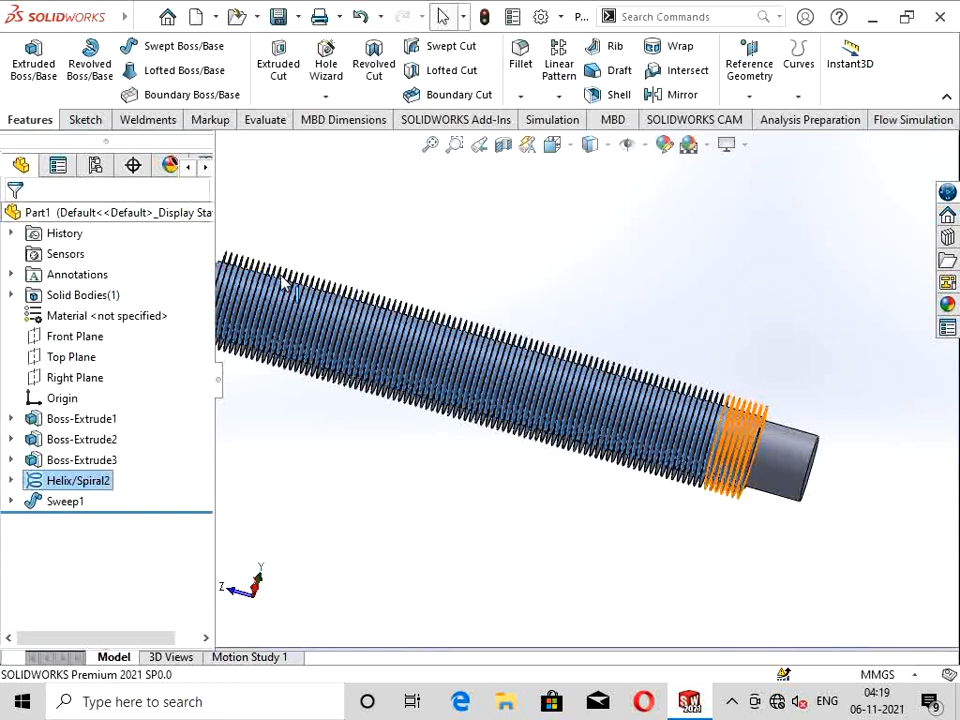 SOLIDWORKS
P...
Search Commands
Extruded Boss/Base
Revolved Boss/Base
Swept Boss/Base
Lofted Boss/Base
Boundary Boss/Base
Extruded Cut
Hole Wizard
Revolved Cut
Swept Cut
Lofted Cut
Boundary Cut
Fillet
Linear Pattern
Rib
Draft
Shell
Wrap
Intersect
Mirror
Reference Geometry
Curves
Instant3D
Features
Sketch
Weldments
Markup
Evaluate
MBD Dimensions
SOLIDWORKS Add-Ins
Simulation
MBD
SOLIDWORKS CAM
Analysis Preparation
Flow Simulation
Part1 (Default<<Default>_Display Sta
History
Sensors
Annotations
Solid Bodies(1)
Material <not specified>
Front Plane
Top Plane
Right Plane
Origin
Boss-Extrude1
Boss-Extrude2
Boss-Extrude3
Helix/Spiral2
Sweep1
Y
Z
Model
3D Views
Motion Study 1
SOLIDWORKS Premium 2021 SP0.0
MMGS
Type here to search
ENG
04:19
06-11-2021
9